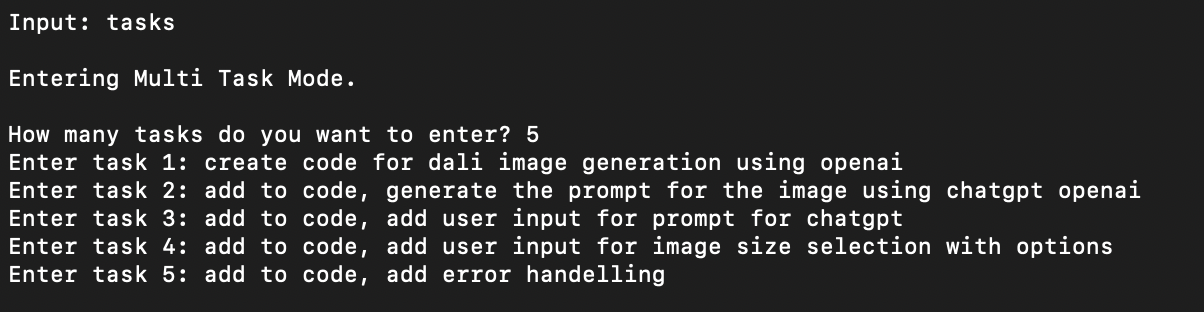 Input: tasks
Entering Multi Task Mode.
How many tasks do you want to enter? 5
Enter task 1: create code for dali image generation using openai
Enter task 2: add to code, generate the prompt for the image using chatgpt openai
Enter task 3: add to code, add user input for prompt for chatgpt
Enter task 4: add to code, add user input for image size selection with options
Enter task 5: add to code, add error handelling